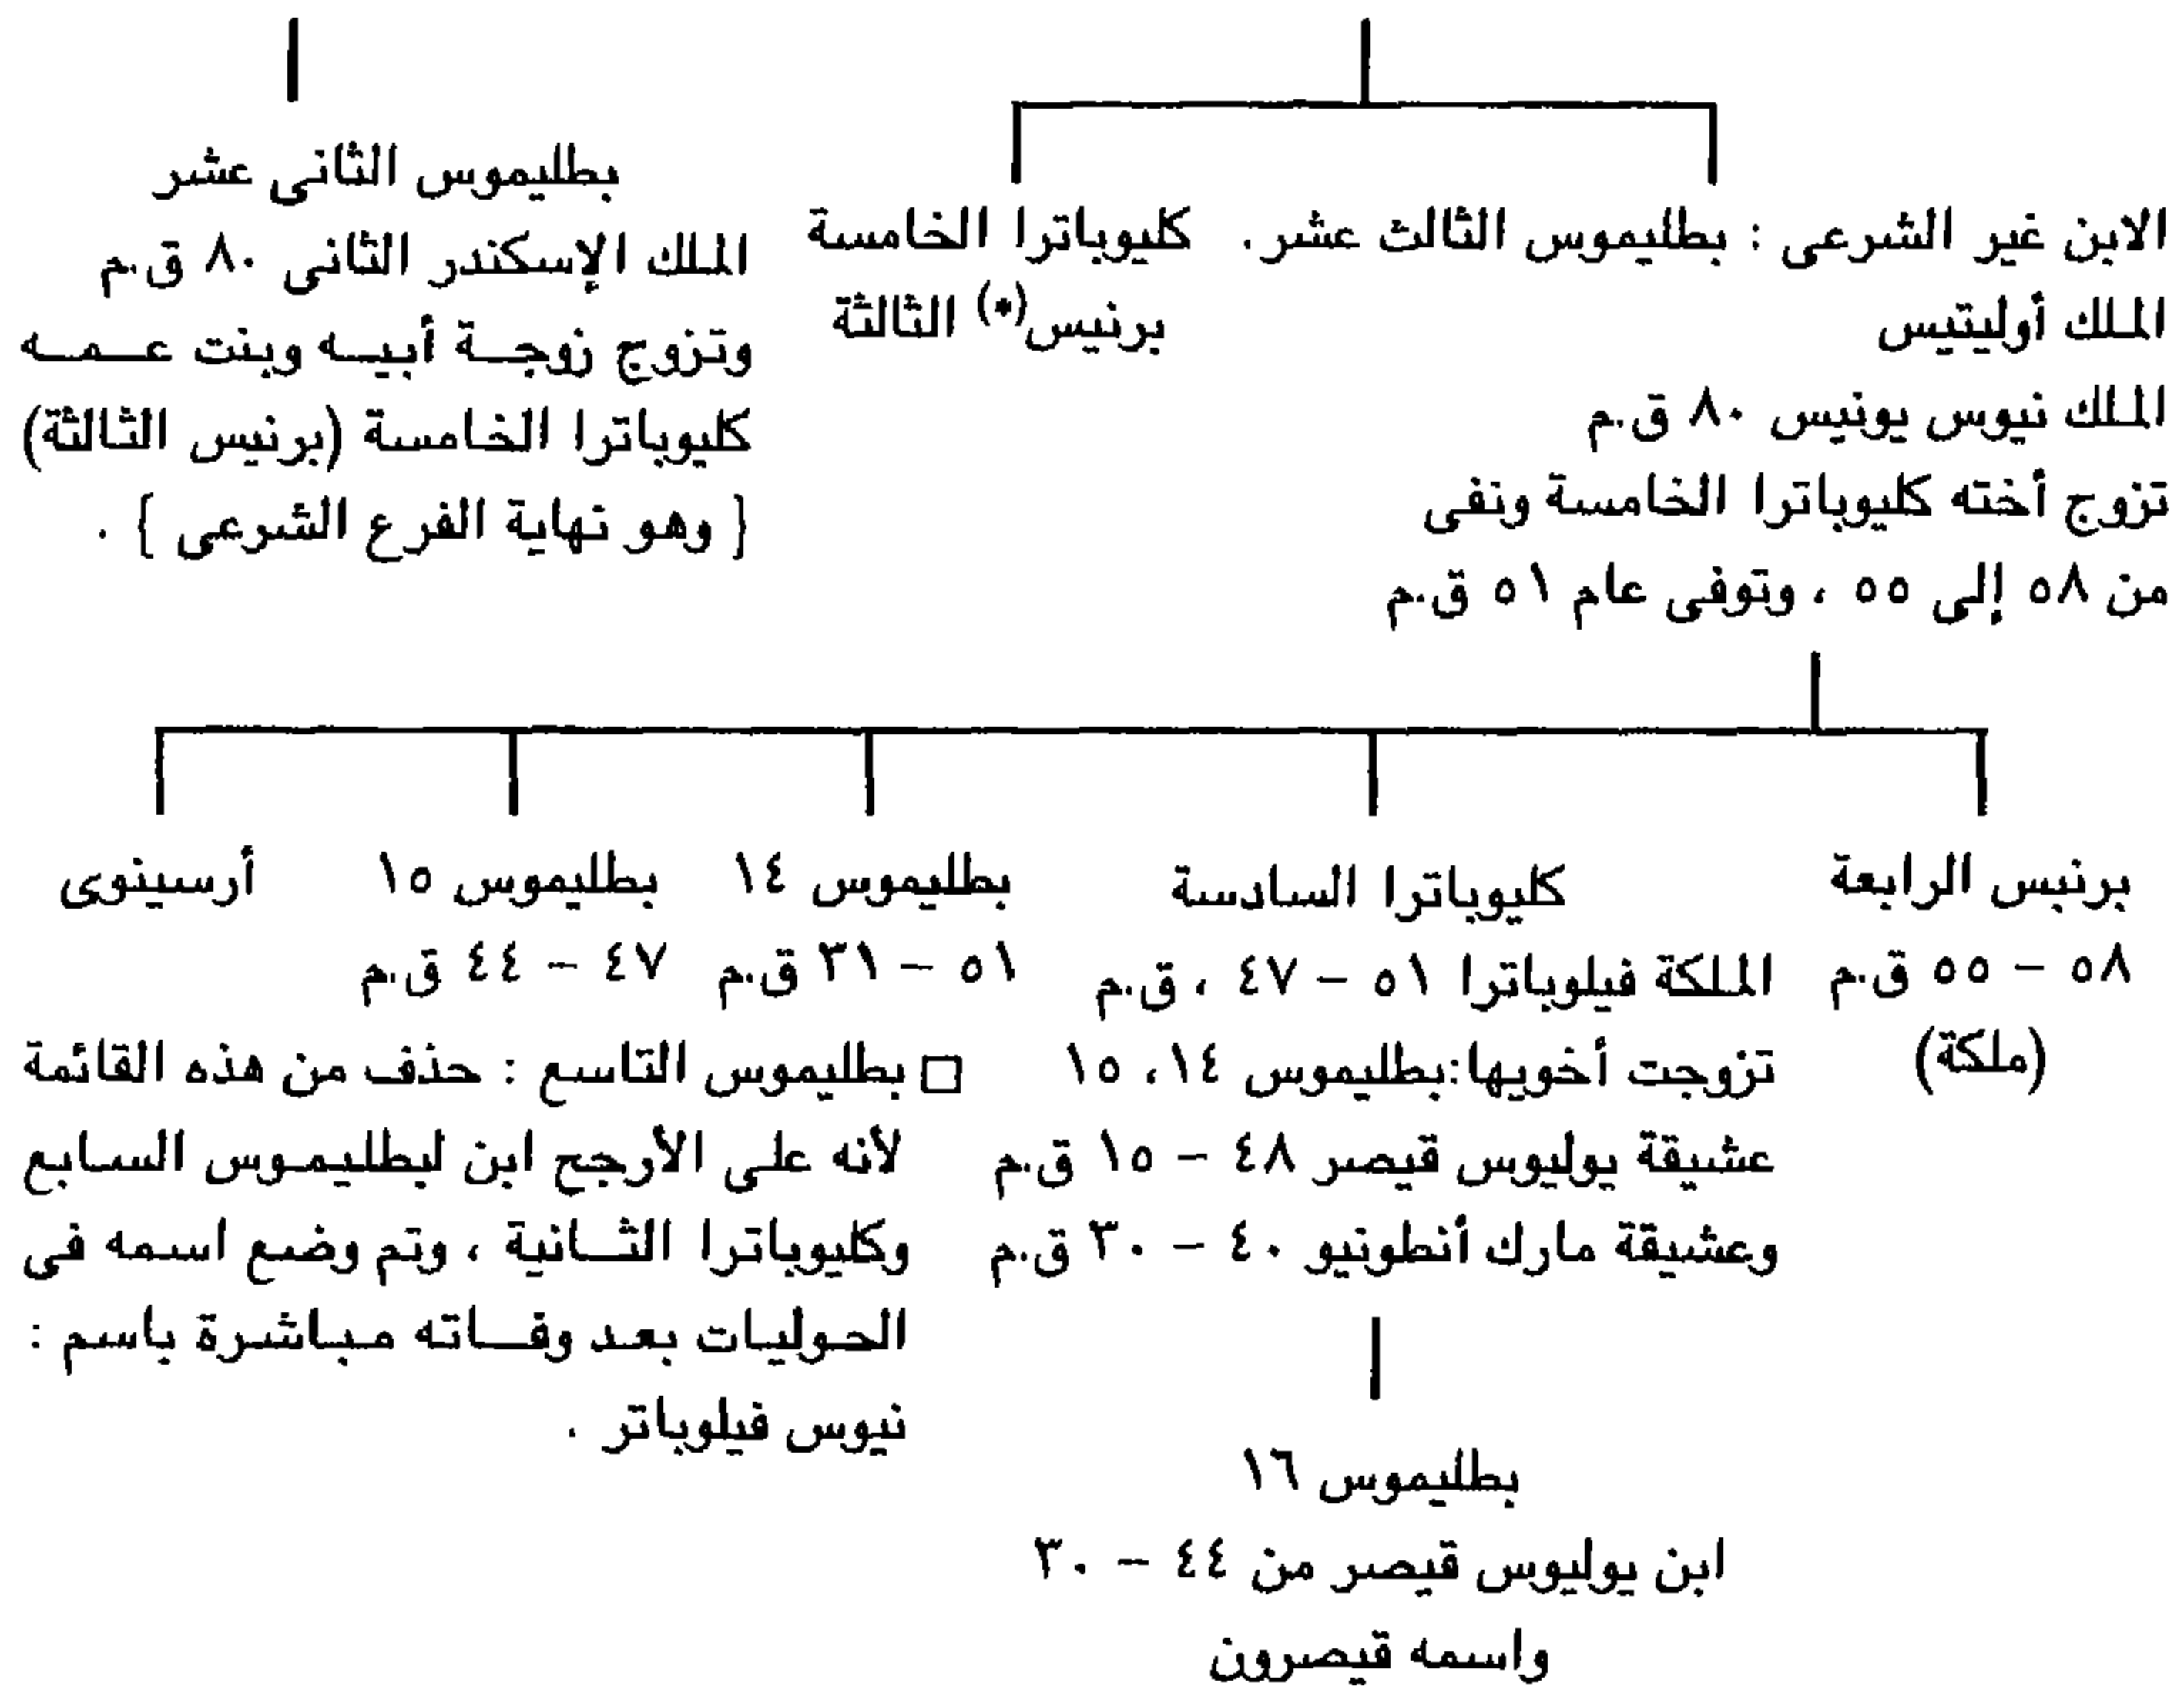 الابن غير الشرعى : بطليموس الثالث عشر.
الملك أوليتيس
الملك نيوس يونيس ٨٠ ق.م
تزوج أخته كليوباترا الخامسة ونفى
من ٥٨ إلى ٥٥ ، وتوفى عام ٥١ ق.م
كليوباترا الخامسة
برنيس(*) الثالثة
بطليموس الثانى عشر
الملك الإسكندر الثانى ٨٠ ق.م
وتزوج زوجة أبيه وبنت عمه
كليوباترا الخامسة (برنيس الثالثة)
{ وهو نهاية الفرع الشرعى } .
برنبس الرابعة
٥٨ – ٥٥ ق.م
(ملكة)
كليوباترا السادسة
الملكة فيلوباترا ٥١ – ٤٧ ، ق.م
تزوجت أخويها:بطليموس ١٤، ١٥
عشيقة يوليوس قيصر ٤٨ – ١٥ ق.م
وعشيقة مارك أنطونيو ٤٠ – ٣٠ ق.م
بطليموس ١٤
٥١ – ٣١ ق.م
بطليموس ١٥
٤٧ – ٤٤ ق.م
أرسينوى
□ بطليموس التاسع : حذف من هذه القائمة
لأنه على الأرجح ابن لبطليموس السابع
وكليوباترا الثانية ، وتم وضع اسمه فى
الحوليات بعد وفاته مباشرة باسم :
نيوس فيلوباتر .
بطليموس ١٦
ابن يوليوس قيصر من ٤٤ – ٣٠
واسمه قيصرون